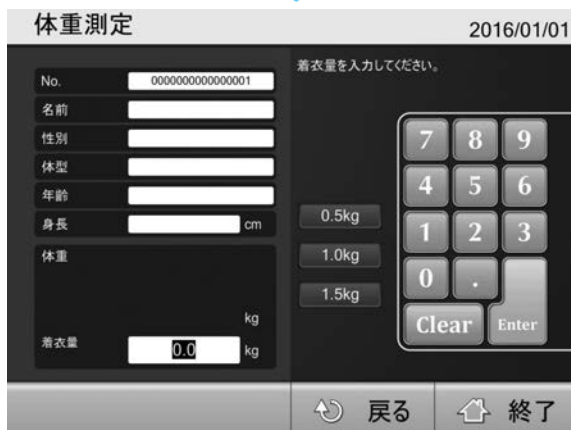 体重測定
2016/01/01
No.
0000000000000001
名前
性別
体型
年齢
身長
cm
体重
kg
着衣量
0.0
kg
着衣量を入力してください。
0.5kg
1.0kg
1.5kg
7 8 9
4 5 6
1 2 3
0 .
Clear
Enter
戻る
終了